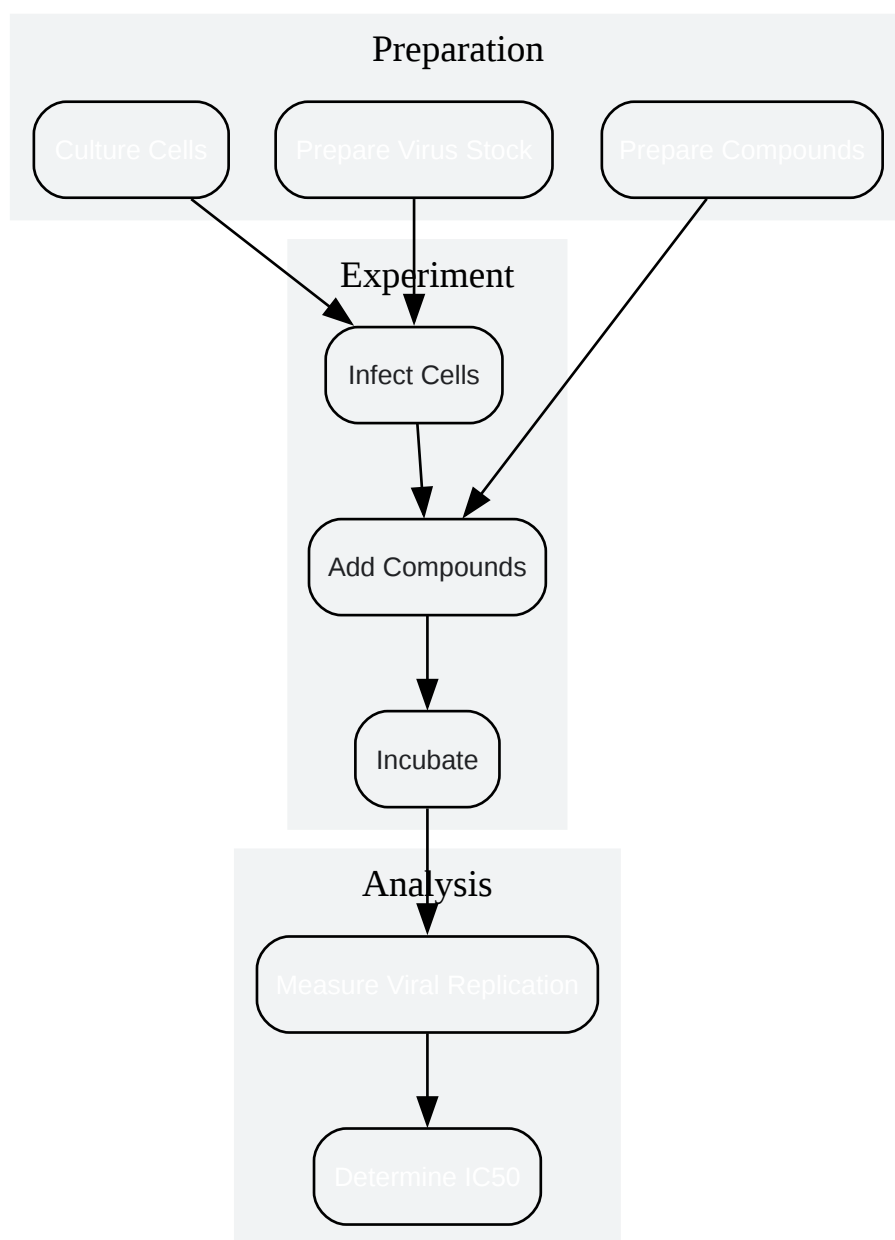 Preparation
Culture Cells
Prepare Virus Stock
Prepare Compounds
Experiment
Infect Cells
Add Compounds
Incubate
Analysis
Measure Viral Replication
Determine IC50